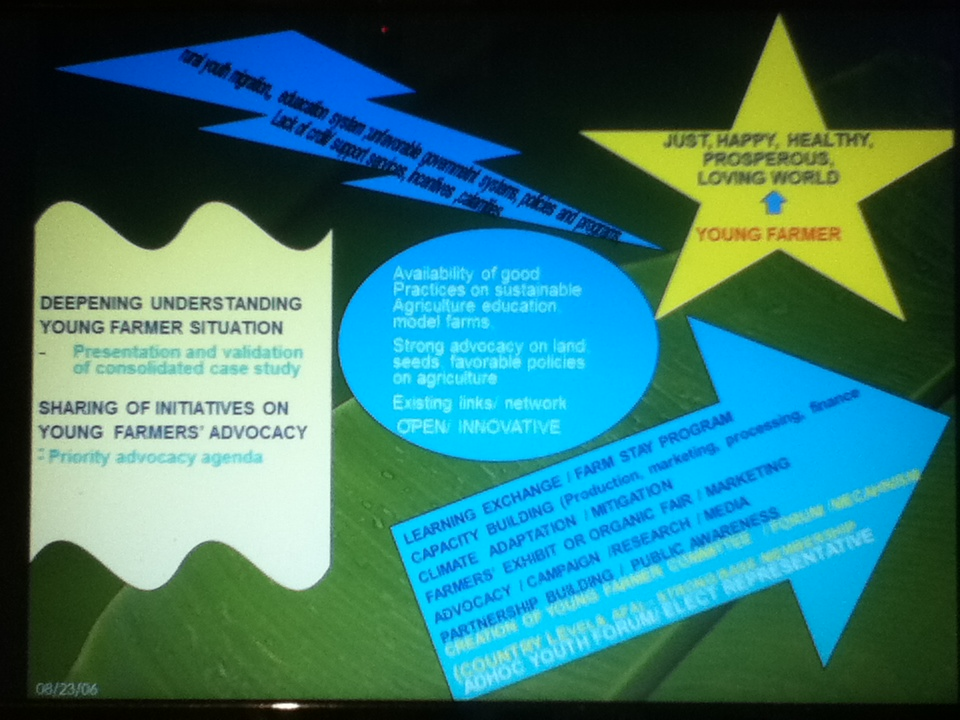 rural youth migration, eduacation system ,unfavorable government systems, policies and programs
Lack of credit support services, incentives ,calamities
JUST, HAPPY, HEALTHY,
PROSPEROUS,
LOVING WORLD
YOUNG FARMER
DEEPENING UNDERSTANDING
YOUNG FARMER SITUATION
- Presentation and validation
of consolidated case study
SHARING OF INITIATIVES ON
YOUNG FARMERS' ADVOCACY
: Priority advocacy agenda
Availability of good
Practices on sustainable
Agriculture education
model farms.
Strong advocacy on land
seeds, favorable policies
on agriculture
Existing links/ network
OPEN/ INNOVATIVE
LEARNING EXCHANGE / FARM STAY PROGRAM
CAPACITY BUILDING (Production, marketing, processing, finance
CLIMATE ADAPTATION / MITIGATION
FARMERS' EXHIBIT OR ORGANIC FAIR / MARKETING
ADVOCACY / CAMPAIGN /RESEARCH / MEDIA
PARTNERSHIP BUILDING / PUBLIC AWARENESS
CREATION OF YOUNG FARMER COMMITTEE / FORUM /MECAHNISM
(COUNTRY LEVEL& AFA) - STRONG BASE MEMBERSHIP
ADHOC YOUTH FORUM/ ELECT REPRESENTATIVE
08/23/06